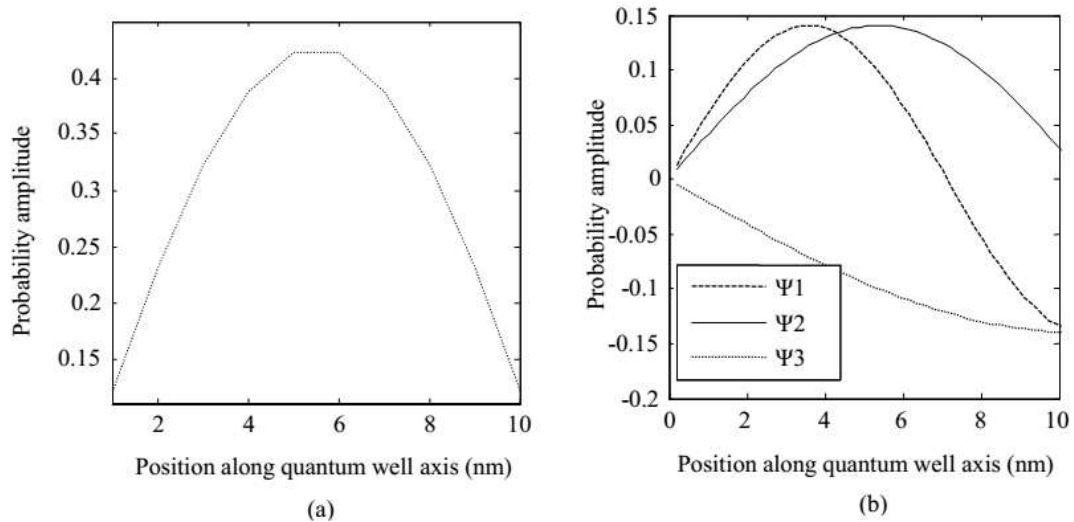 0.4
0.35
0.3
0.25
0.2
0.15
Probability amplitude
2 4 6 8 10
Position along quantum well axis (nm)
(a)
0.15
0.1
0.05
0
-0.05
-0.1
-0.15
-0.2
Probability amplitude
Ψ1
Ψ2
Ψ3
0 2 4 6 8 10
Position along quantum well axis (nm)
(b)